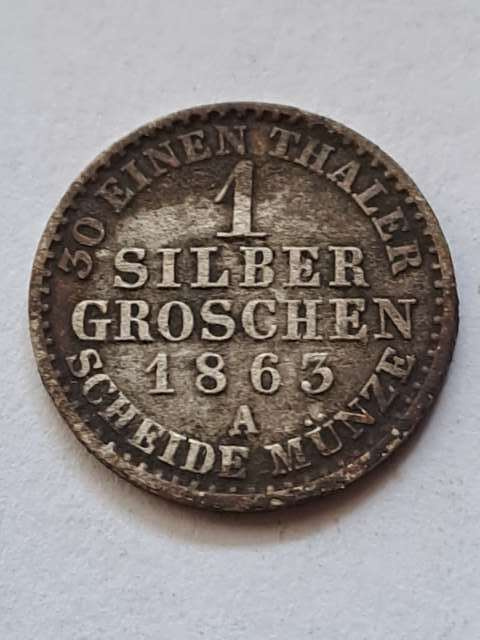 30 EINEN THALER
1
SILBER
GROSCHEN
1863
A
SCHEIDE MÜNZE